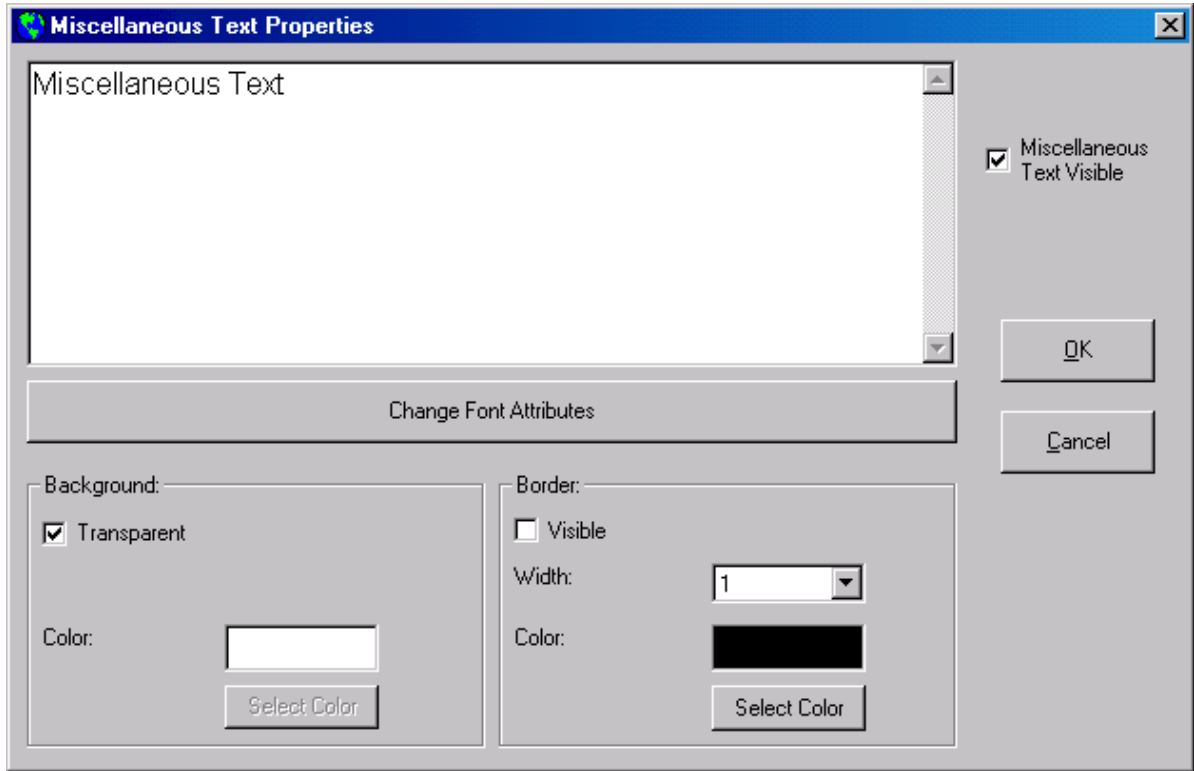 Miscellaneous Text Properties
Miscellaneous Text
Miscellaneous
Text Visible
OK
Change Font Attributes
Cancel
Background:
Transparent
Color:
Select Color
Border:
Visible
Width:
1
Color:
Select Color